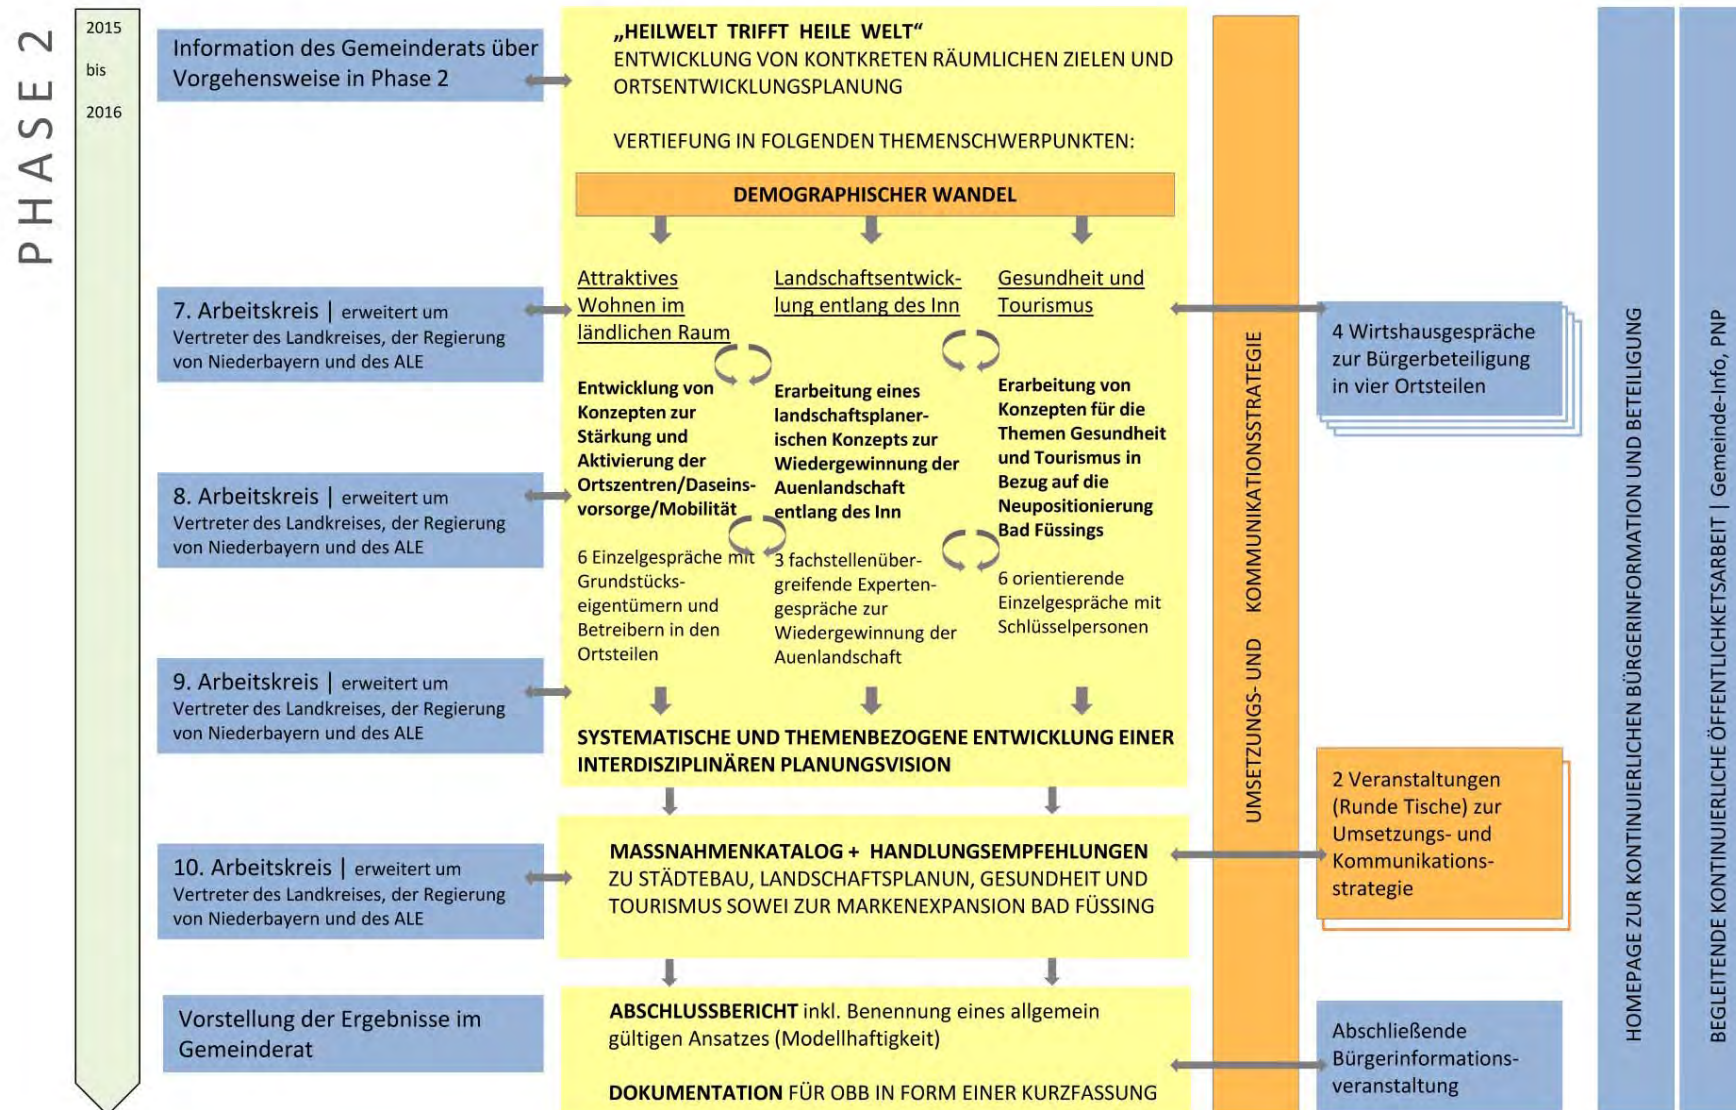 PHASE 2
2015
bis
2016
Information des Gemeinderats über
Vorgehensweise in Phase 2
„HEILWELT TRIFFT HEILE WELT“
ENTWICKLUNG VON KONTKRETEN RÄUMLICHEN ZIELEN UND
ORTSENTWICKLUNGSPLANUNG
VERTIEFUNG IN FOLGENDEN THEMENSCHWERPUNKTEN:
DEMOGRAPHISCHER WANDEL
7. Arbeitskreis | erweitert um
Vertreter des Landkreises, der Regierung
von Niederbayern und des ALE
8. Arbeitskreis | erweitert um
Vertreter des Landkreises, der Regierung
von Niederbayern und des ALE
9. Arbeitskreis | erweitert um
Vertreter des Landkreises, der Regierung
von Niederbayern und des ALE
10. Arbeitskreis | erweitert um
Vertreter des Landkreises, der Regierung
von Niederbayern und des ALE
Vorstellung der Ergebnisse im
Gemeinderat
Attraktives
Wohnen im
ländlichen Raum
Entwicklung von
Konzepten zur
Stärkung und
Aktivierung der
Ortszentren/Daseins-
vorsorge/Mobilität
6 Einzelgespräche mit
Grundstücks-
eigentümern und
Betreibern in den
Ortsteilen
Landschaftsentwick-
lung entlang des Inn
Erarbeitung eines
landschaftsplaner-
ischen Konzepts zur
Wiedergewinnung der
Auenlandschaft
entlang des Inn
3 fachstellenüber-
greifende Experten-
gespräche zur
Wiedergewinnung der
Auenlandschaft
Gesundheit und
Tourismus
Erarbeitung von
Konzepten für die
Themen Gesundheit
und Tourismus in
Bezug auf die
Neupositionierung
Bad Füssings
6 orientierende
Einzelgespräche mit
Schlüsselpersonen
SYSTEMATISCHE UND THEMENBEZOGENE ENTWICKLUNG EINER
INTERDISZIPLINÄREN PLANUNGSVISION
MASSNAHMENKATALOG + HANDLUNGSEMPFEHLUNGEN
ZU STÄDTEBAU, LANDSCHAFTSPLANUN, GESUNDHEIT UND
TOURISMUS SOWEI ZUR MARKENEXPANSION BAD FÜSSING
ABSCHLUSSBERICHT inkl. Benennung eines allgemein
gültigen Ansatzes (Modellhaftigkeit)
DOKUMENTATION FÜR OBB IN FORM EINER KURZFASSUNG
UMSETZUNGS- UND KOMMUNIKATIONSSTRATEGIE
4 Wirtshausgespräche
zur Bürgerbeteiligung
in vier Ortsteilen
2 Veranstaltungen
(Runde Tische) zur
Umsetzungs- und
Kommunikations-
strategie
Abschließende
Bürgerinformations-
veranstaltung
HOMEPAGE ZUR KONTINUIERLICHEN BÜRGERINFORMATION UND BETEILIGUNG
BEGLEITENDE KONTINUIERLICHE ÖFFENTLICHKETSARBEIT | Gemeinde-Info, PNP